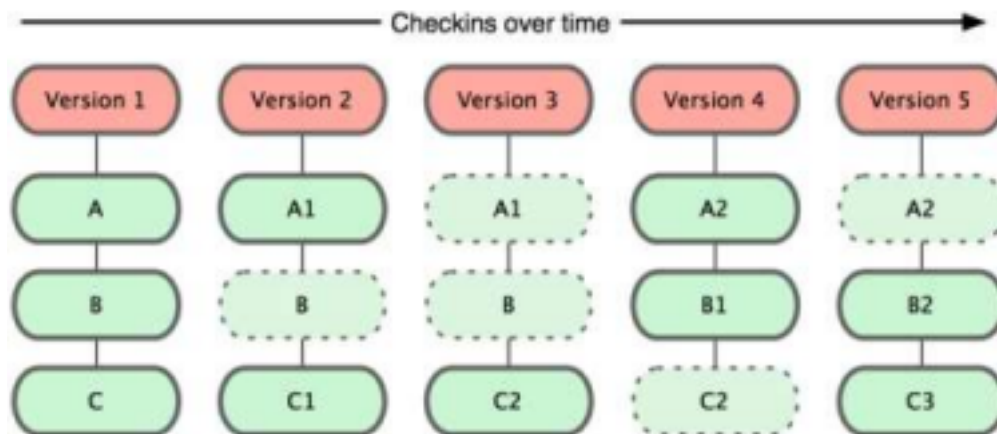 Checkins over time
Version 1 Version 2 Version 3 Version 4 Version 5
A A1 A1 A2 A2
B B B B1 B2
C C1 C2 C2 C3